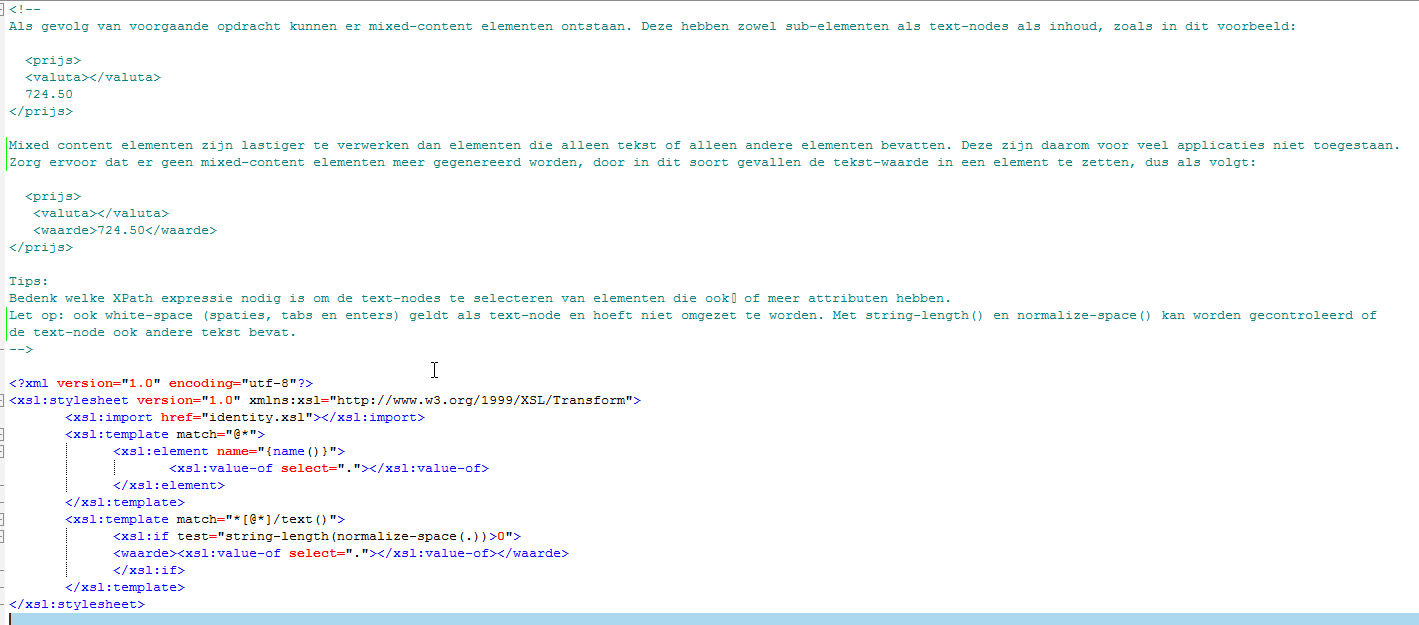 <!--
Als gevolg van voorgaande opdracht kunnen er mixed-content elementen ontstaan. Deze hebben zowel sub-elementen als text-nodes als inhoud, zoals in dit voorbeeld:
<prijs>
<valuta></valuta>
724.50
</prijs>
Mixed content elementen zijn lastiger te verwerken dan elementen die alleen tekst of alleen andere elementen bevatten. Deze zijn daarom voor veel applicaties niet toegestaan.
Zorg ervoor dat er geen mixed-content elementen meer gegenereerd worden, door in dit soort gevallen de tekst-waarde in een element te zetten, dus als volgt:
<prijs>
<valuta></valuta>
<waarde>724.50</waarde>
</prijs>
Tips:
Bedenk welke XPath expressie nodig is om de text-nodes te selecteren van elementen die ook▯ of meer attributen hebben.
Let op: ook white-space (spaties, tabs en enters) geldt als text-node en hoeft niet omgezet te worden. Met string-length() en normalize-space() kan worden gecontroleerd of
de text-node ook andere tekst bevat.
-->
<?xml version="1.0" encoding="utf-8"?>
<xsl:stylesheet version="1.0" xmlns:xsl="http://www.w3.org/1999/XSL/Transform">
<xsl:import href="identity.xsl"></xsl:import>
<xsl:template match="@*">
<xsl:element name="{name()}">
<xsl:value-of select="."></xsl:value-of>
</xsl:element>
</xsl:template>
<xsl:template match="*[@*]/text()">
<xsl:if test="string-length(normalize-space(.))>0">
<waarde><xsl:value-of select="."></xsl:value-of></waarde>
</xsl:if>
</xsl:template>
</xsl:stylesheet>